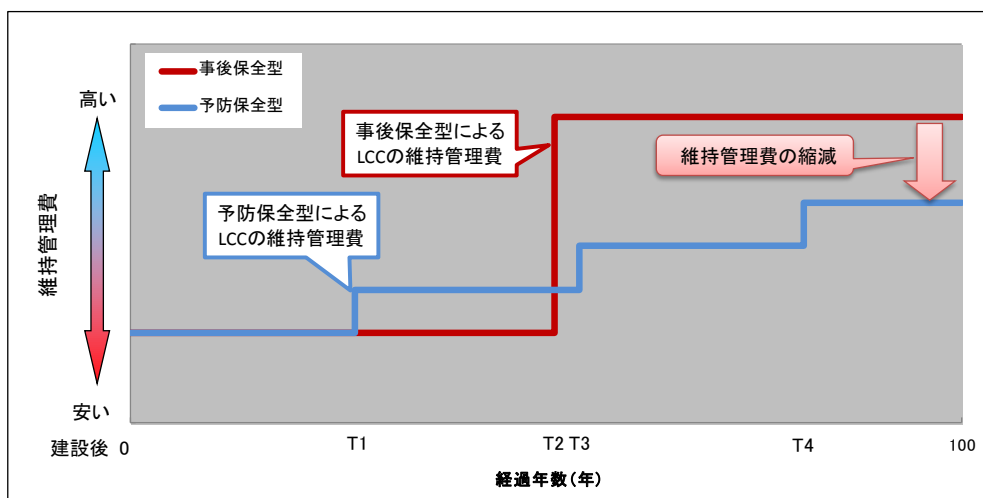 事後保全型
予防保全型
高い
事後保全型による
LCCの維持管理費
維持管理費の縮減
予防保全型による
LCCの維持管理費
維持管理費
安い
建設後 0 T1 T2 T3 T4 100
経過年数(年)